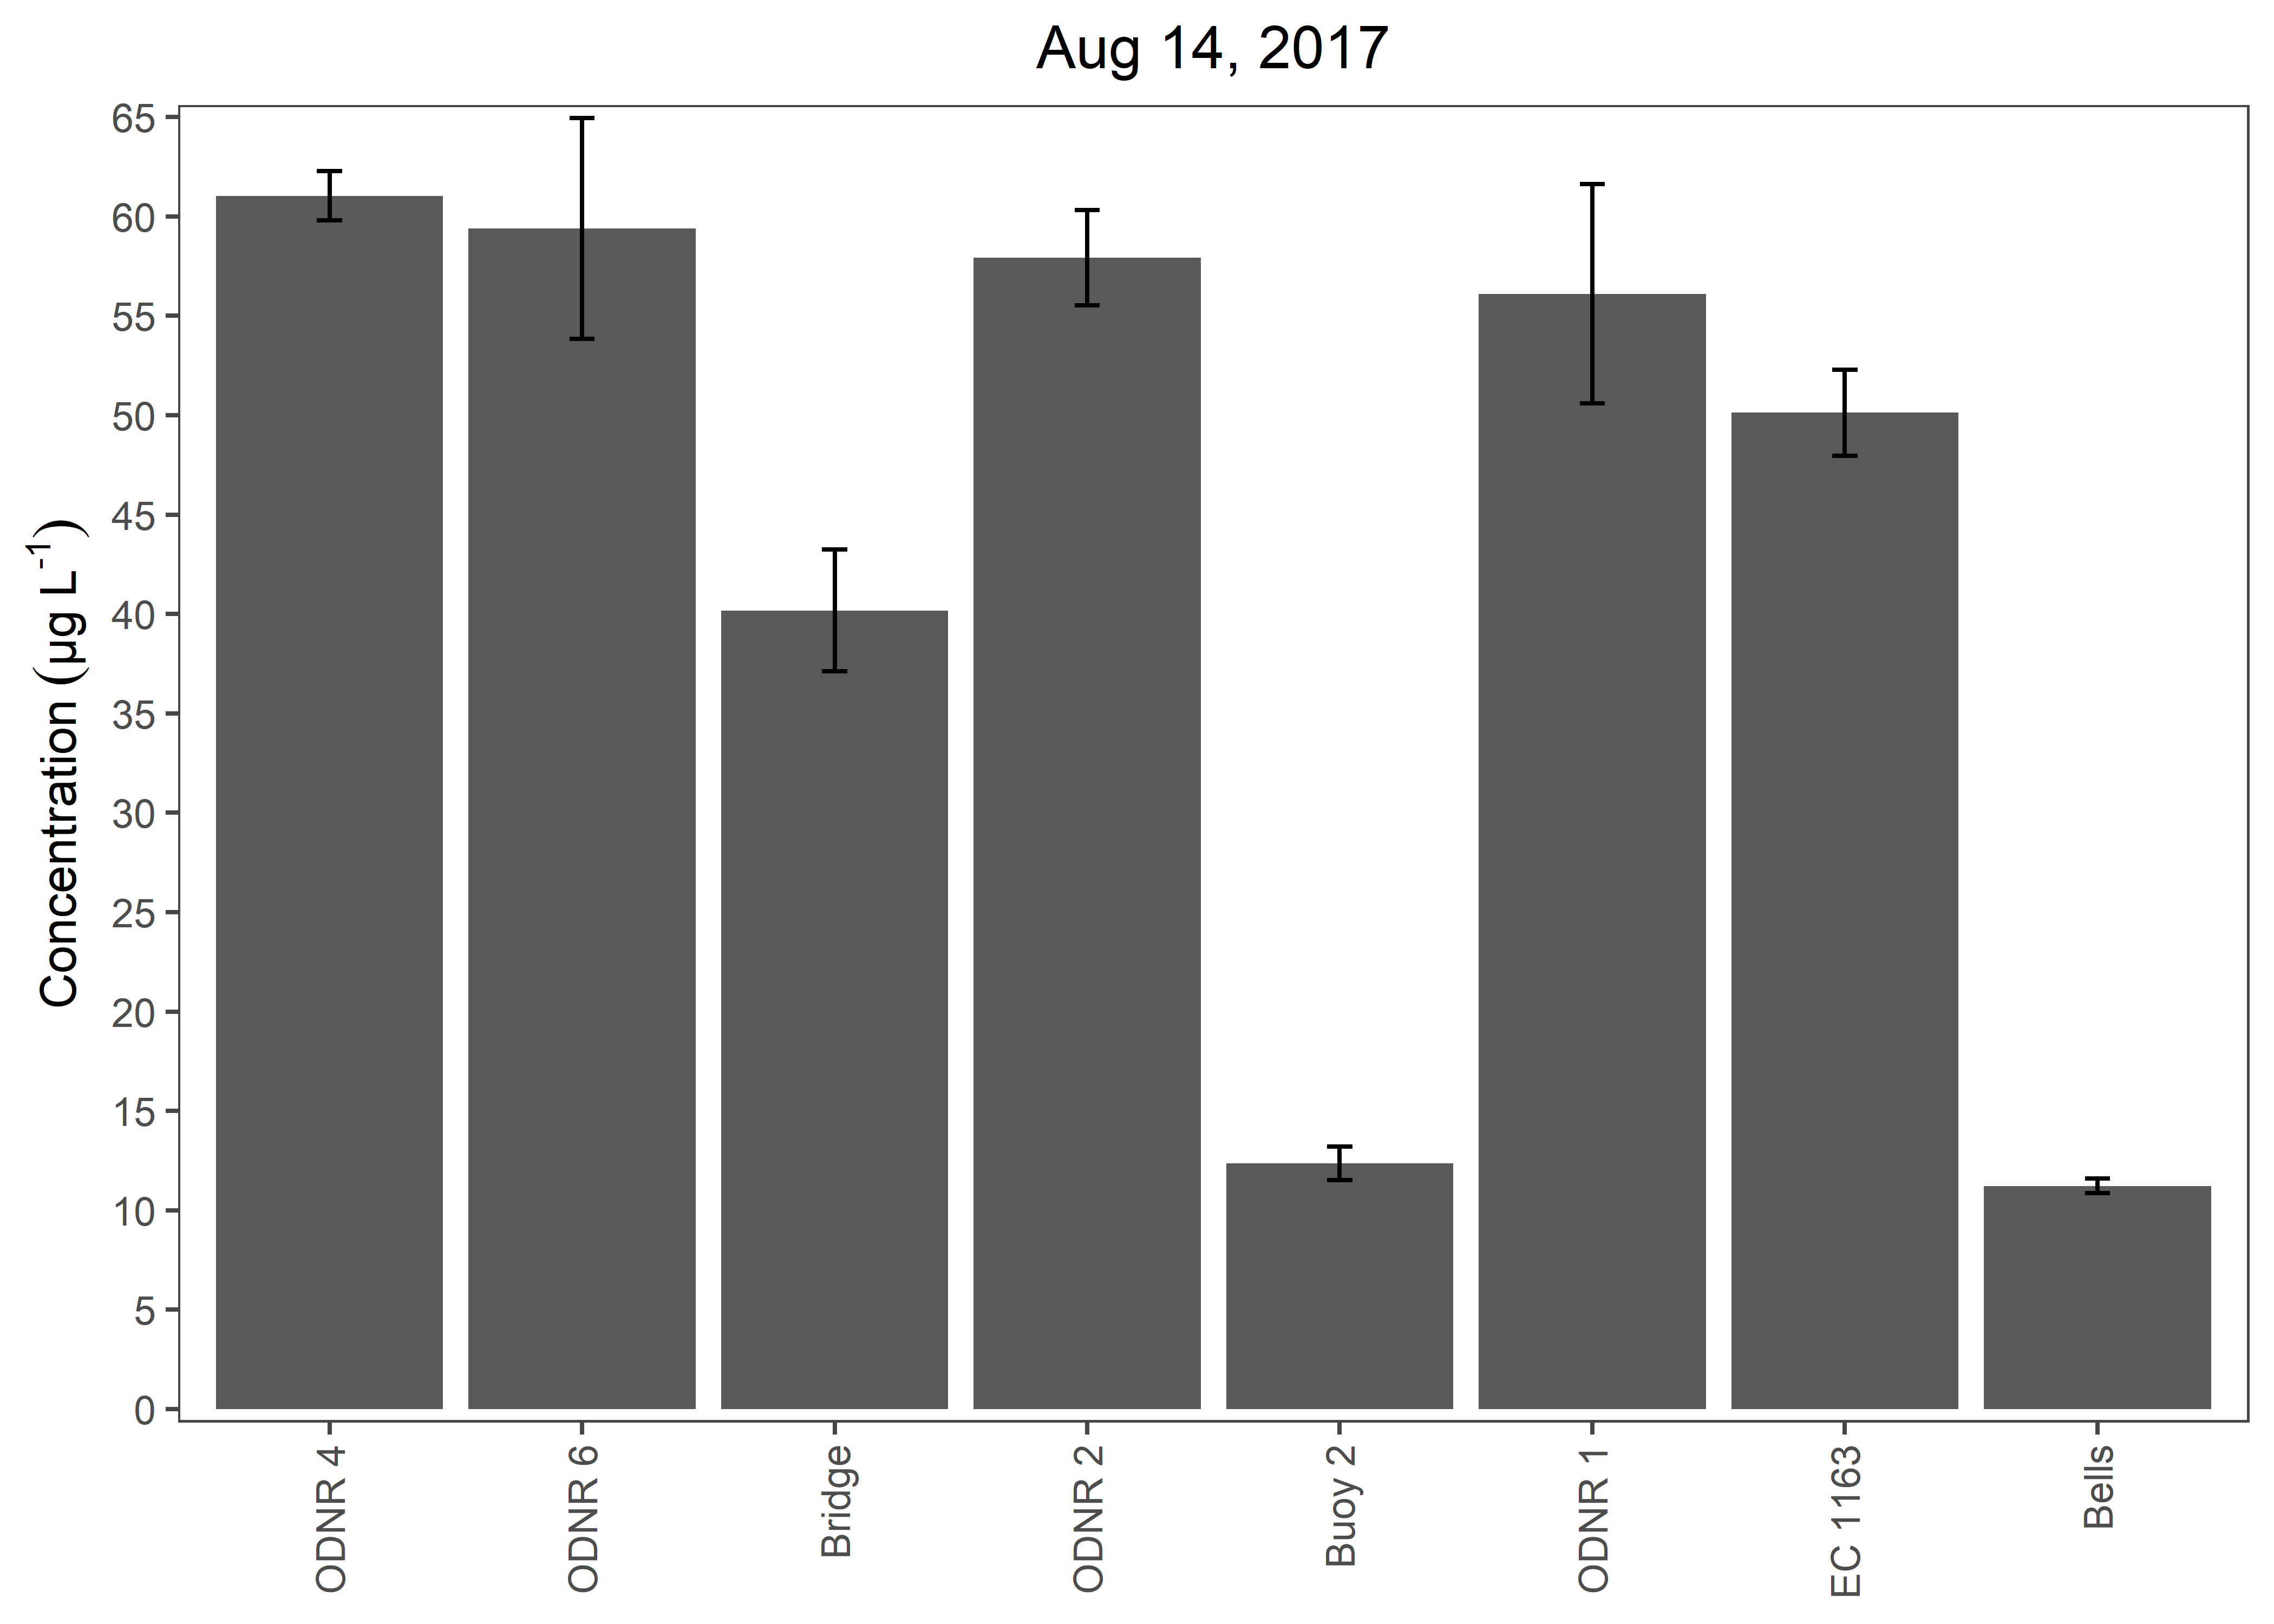 Aug 14, 2017
Concentration (µg L⁻¹)
65
60
55
50
45
40
35
30
25
20
15
10
5
0
ODNR 4
ODNR 6
Bridge
ODNR 2
Buoy 2
ODNR 1
EC 1163
Bells